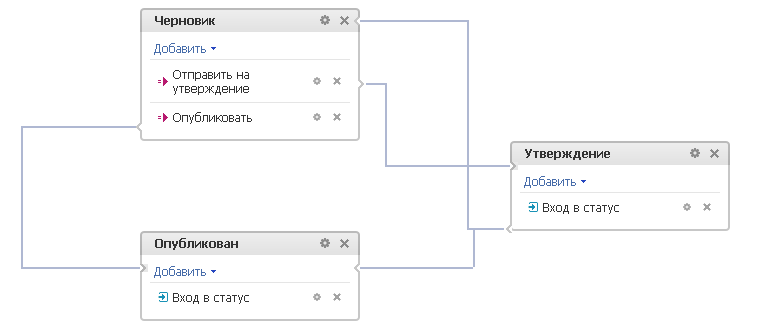 Черновик
Добавить
Отправить на
утверждение
Опубликовать
Утверждение
Добавить
Вход в статус
Опубликован
Добавить
Вход в статус